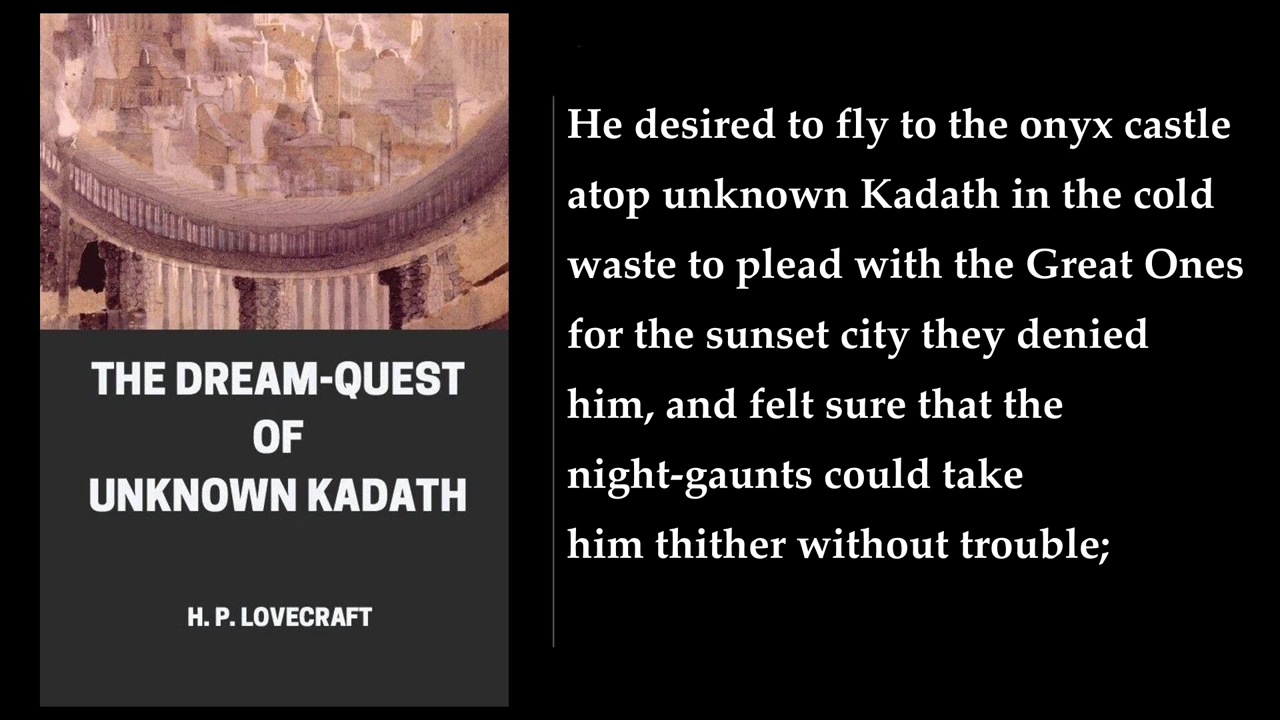 THE DREAM-QUEST
OF
UNKNOWN KADATH
H. P. LOVECRAFT
He desired to fly to the onyx castle
atop unknown Kadath in the cold
waste to plead with the Great Ones
for the sunset city they denied
him, and felt sure that the
night-gaunts could take
him thither without trouble;